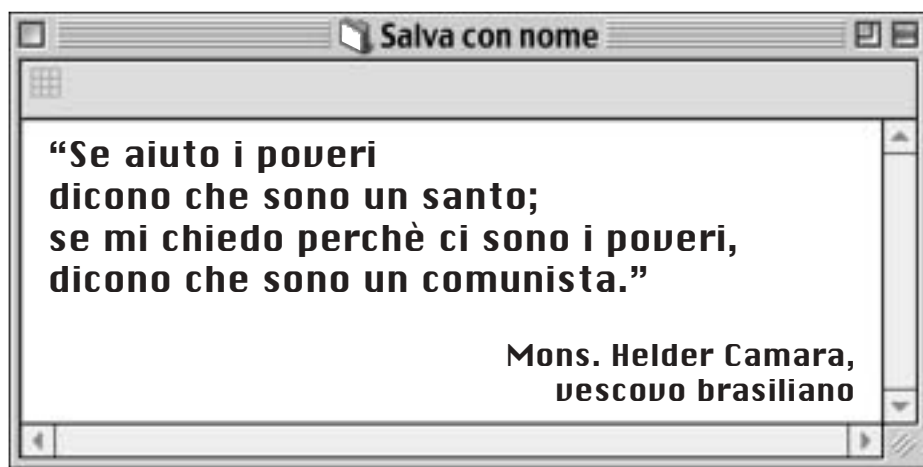 Salva con nome
“Se aiuto i poveri
dicono che sono un santo;
se mi chiedo perchè ci sono i poveri,
dicono che sono un comunista.”
Mons. Helder Camara,
vescovo brasiliano